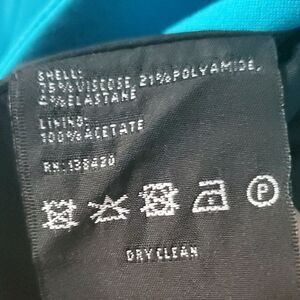 SHELL:
75%VISCOSE 21%POLYAMIDE,
4%ELASTANE
LINING:
100%ACETATE
RN:138420
P
DRY CLEAN